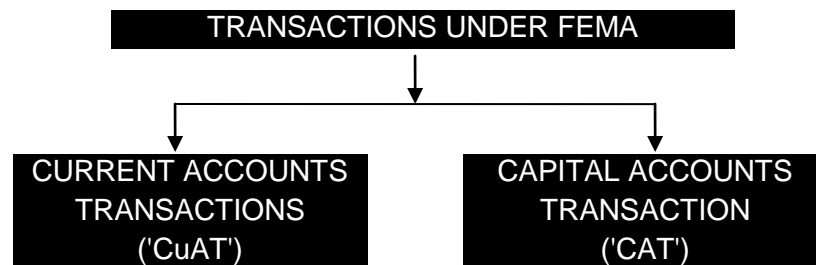 TRANSACTIONS UNDER FEMA
CURRENT ACCOUNTS
TRANSACTIONS
('CuAT')
CAPITAL ACCOUNTS
TRANSACTION
('CAT')